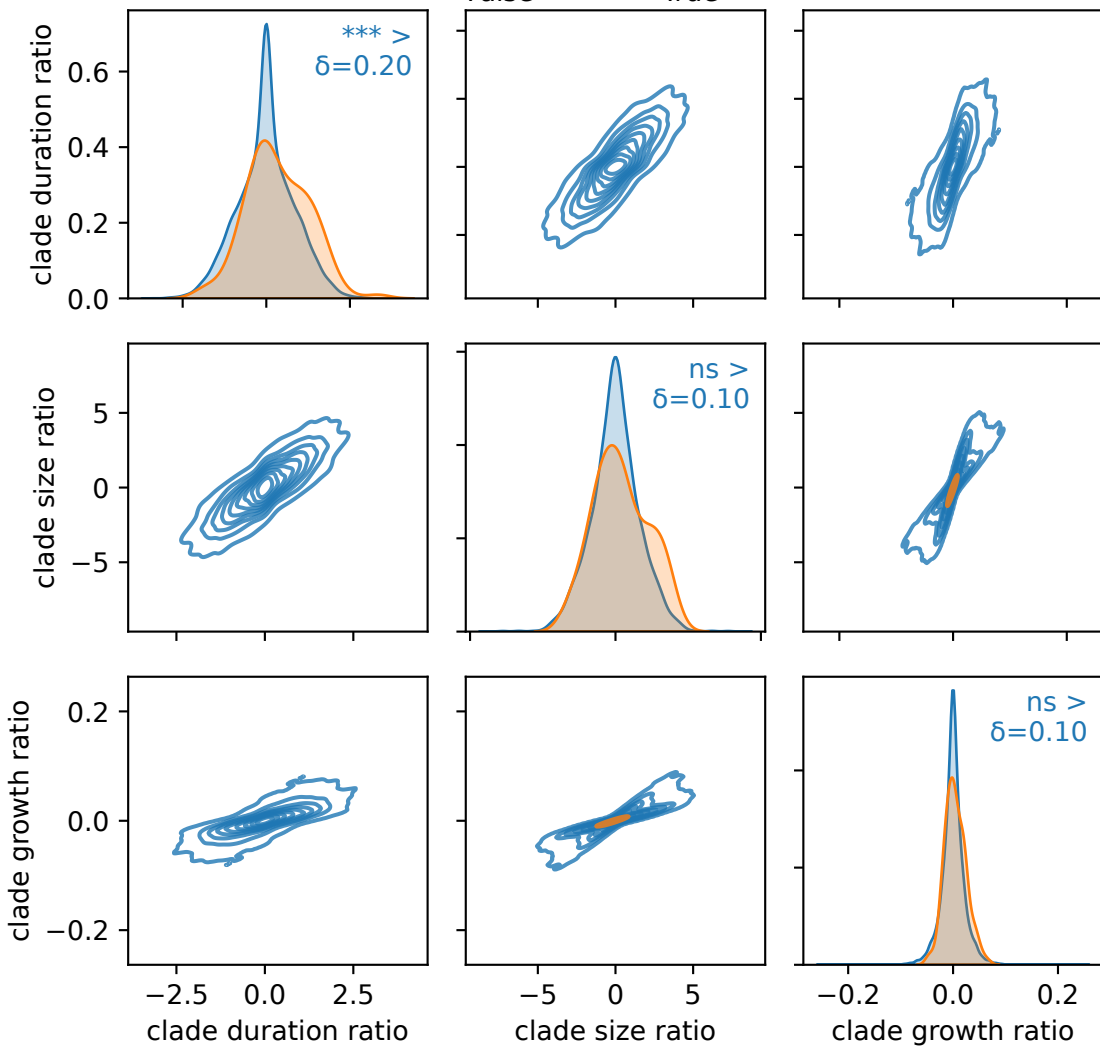 clade duration ratio
0.6
0.4
0.2
0.0
*** >
δ=0.20
clade size ratio
5
0
−5
ns >
δ=0.10
clade growth ratio
0.2
0.0
−0.2
ns >
δ=0.10
−2.5 0.0 2.5
−5 0 5
−0.2 0.0 0.2
clade duration ratio
clade size ratio
clade growth ratio